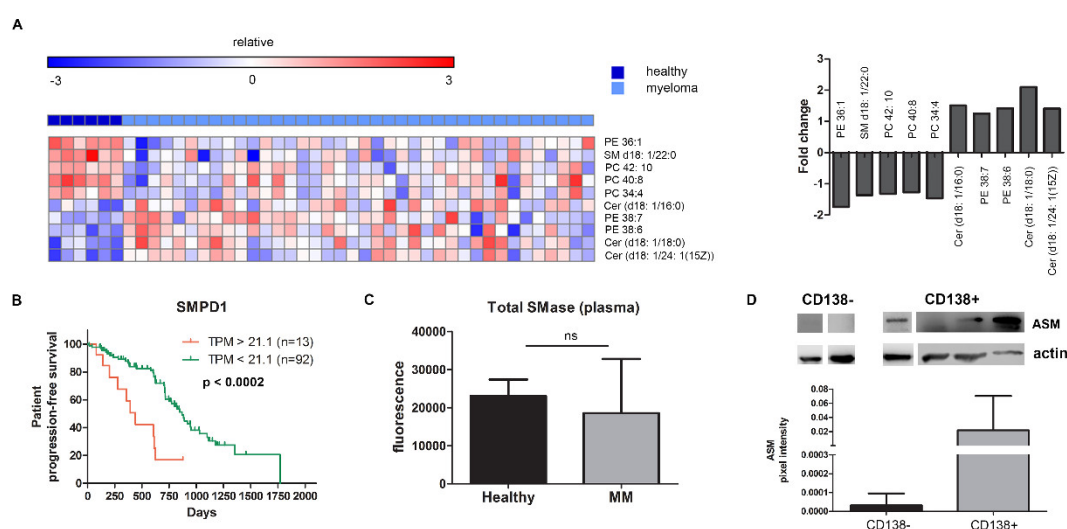 A
relative
-3
0
3
healthy
myeloma
PE 36:1
SM d18: 1/22:0
PC 42: 10
PC 40:8
PC 34:4
Cer (d18: 1/16:0)
PE 38:7
PE 38:6
Cer (d18: 1/18:0)
Cer (d18: 1/24: 1(15Z))
Fold change
2
1
0
-1
-2
PE 36:1
SM d18: 1/22:0
PC 42: 10
PC 40:8
PC 34:4
Cer (d18: 1/16:0)
PE 38:7
PE 38:6
Cer (d18: 1/18:0)
Cer (d18: 1/24: 1(15Z))
B
SMPD1
TPM > 21.1 (n=13)
TPM < 21.1 (n=92)
p < 0.0002
Patient
progression-free survival
100
80
60
40
20
0
0 250 500 750 1000 1250 1500 1750 2000
Days
C
Total SMase (plasma)
ns
fluorescence
40000
30000
20000
10000
0
Healthy
MM
D
CD138-
CD138+
ASM
actin
ASM
pixel intensity
0.08
0.06
0.04
0.02
0.0003
0.0002
0.0001
0.0000
CD138-
CD138+